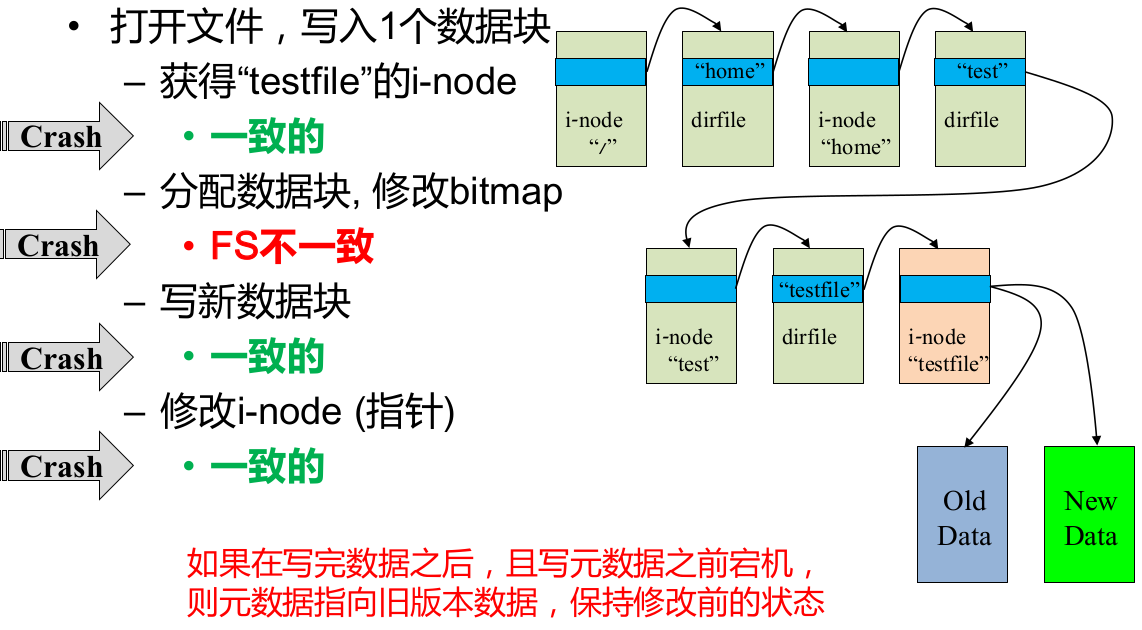 • 打开文件，写入1个数据块
– 获得“testfile”的i-node
Crash
• 一致的
– 分配数据块, 修改bitmap
Crash
• FS不一致
– 写新数据块
Crash
• 一致的
– 修改i-node (指针)
Crash
• 一致的
如果在写完数据之后，且写元数据之前宕机，
则元数据指向旧版本数据，保持修改前的状态
i-node
“/”
“home”
dirfile
i-node
“home”
“test”
dirfile
i-node
“test”
“testfile”
dirfile
i-node
“testfile”
Old
Data
New
Data